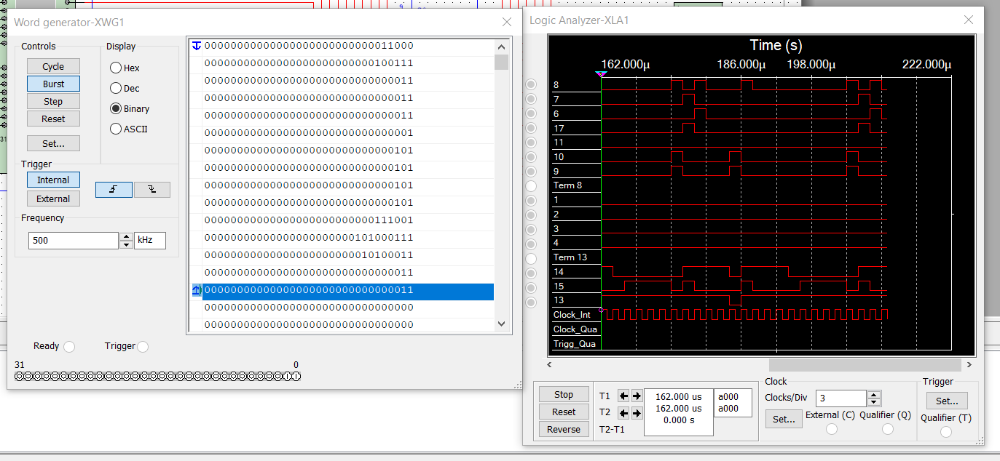 Word generator-XWG1
Controls
Cycle
Burst
Step
Reset
Set...
Display
Hex
Dec
Binary
ASCII
Trigger
Internal
External
Frequency
500 kHz
00000000000000000000000000011000
00000000000000000000000000100111
00000000000000000000000000000011
00000000000000000000000000000011
00000000000000000000000000000011
00000000000000000000000000000001
00000000000000000000000000000101
00000000000000000000000000000101
00000000000000000000000000000101
00000000000000000000000000000101
00000000000000000000000000111001
00000000000000000000000101000111
00000000000000000000000010100011
00000000000000000000000000000011
00000000000000000000000000000011
00000000000000000000000000000000
00000000000000000000000000000000
Ready Trigger
31 0
Logic Analyzer-XLA1
Time (s)
162.000µ 186.000µ 198.000µ 222.000µ
8
7
6
17
11
10
9
Term 8
1
2
3
4
Term 13
14
15
13
Clock_Int
Clock_Qua
Trigg_Qua
Stop
Reset
Reverse
T1 162.000 us a000
T2 162.000 us a000
T2-T1 0.000 s
Clock
Clocks/Div 3
Set...
External (C) Qualifier (Q)
Trigger
Set...
Qualifier (T)
31